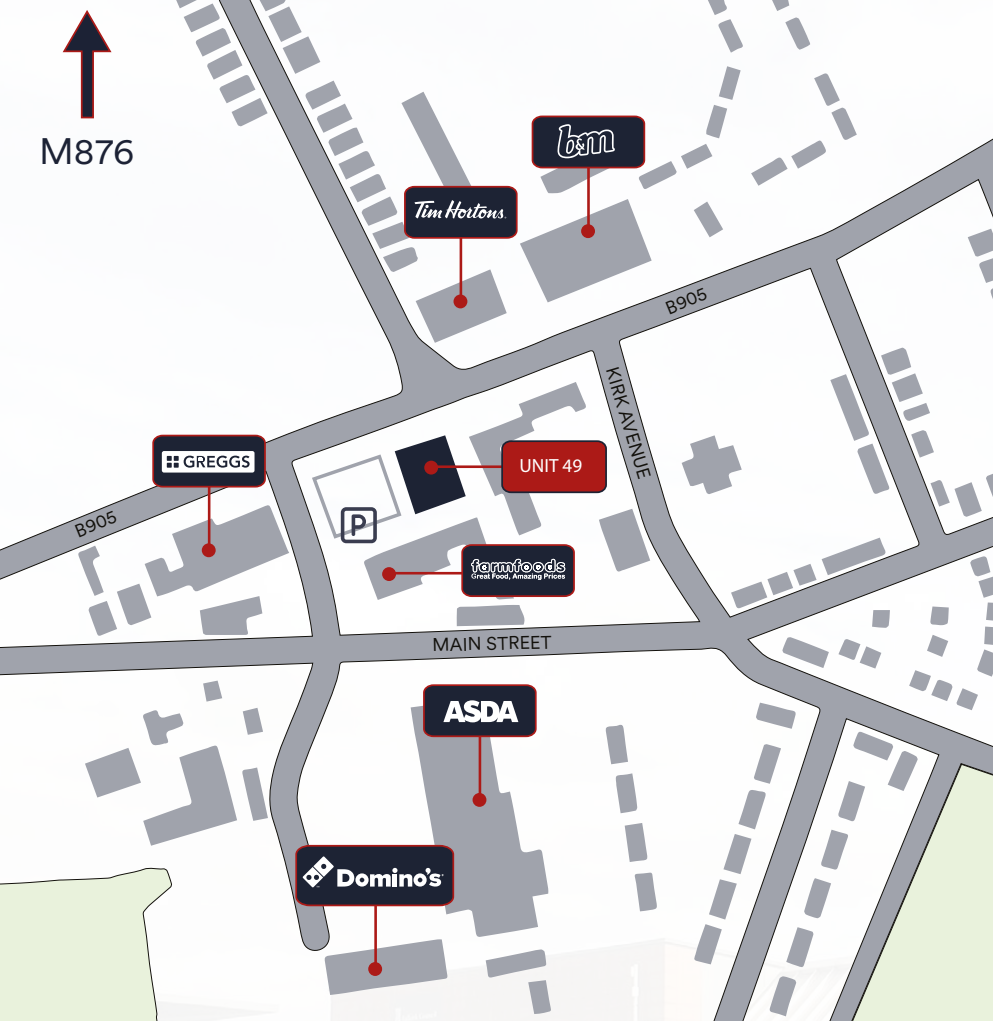 M876
b&m
Tim Hortons.
B905
KIRK AVENUE
GREGGS
UNIT 49
B905
P
farmfoods
Great Food, Amazing Prices
MAIN STREET
ASDA
Domino's